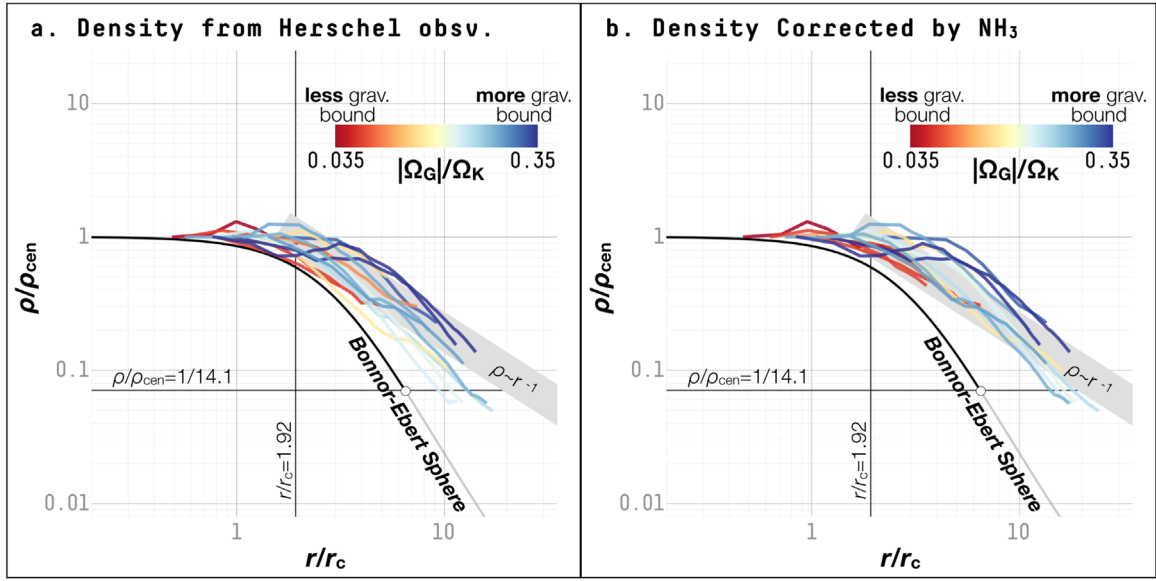 a. Density from Herschel obsv.
10
1
0.1
0.01
ρ/ρcen
less grav.
bound
more grav.
bound
0.035
0.35
|ΩG|/ΩK
ρ/ρcen=1/14.1
r/rc=1.92
Bonnor-Ebert Sphere
ρ~r -1
1
10
r/rc
b. Density Corrected by NH3
10
1
0.1
0.01
ρ/ρcen
less grav.
bound
more grav.
bound
0.035
0.35
|ΩG|/ΩK
ρ/ρcen=1/14.1
r/rc=1.92
Bonnor-Ebert Sphere
ρ~r -1
1
10
r/rc